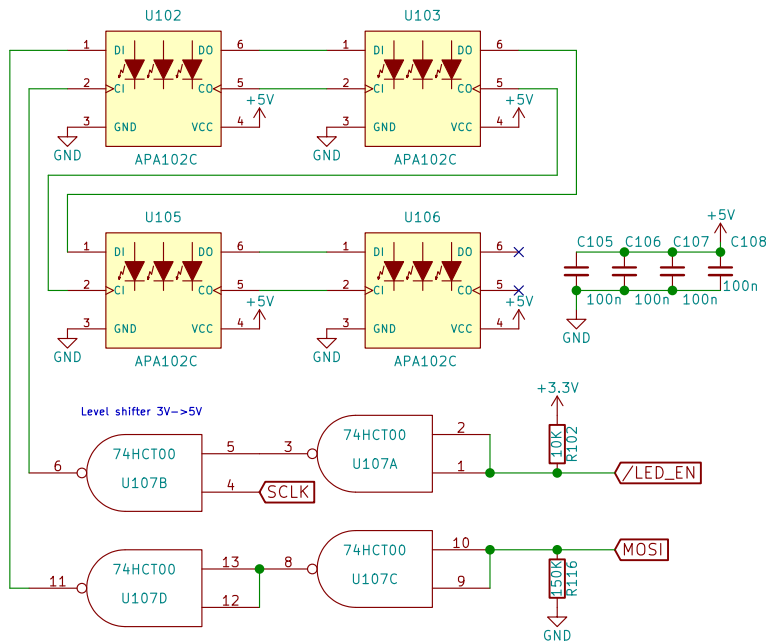 U102 U103
1 DI DO 6 1 DI DO 6
2 CI CO 5 2 CI CO 5
+5V +5V
3 GND VCC 4 3 GND VCC 4
GND APA102C GND APA102C
U105 U106
+5V
C105 C106 C107 C108
1 DI DO 6 1 DI DO 6
2 CI CO 5 2 CI CO 5
100n 100n 100n 100n
+5V +5V
3 GND VCC 4 3 GND VCC 4
GND
GND APA102C GND APA102C
+3.3V
Level shifter 3V->5V
10K R102
74HCT00 5 3 74HCT00 2
6 U107B U107A 1 /LED_EN
4 SCLK
74HCT00 10 MOSI
74HCT00 13 8 U107C 9
11 U107D 12
150K R116
GND